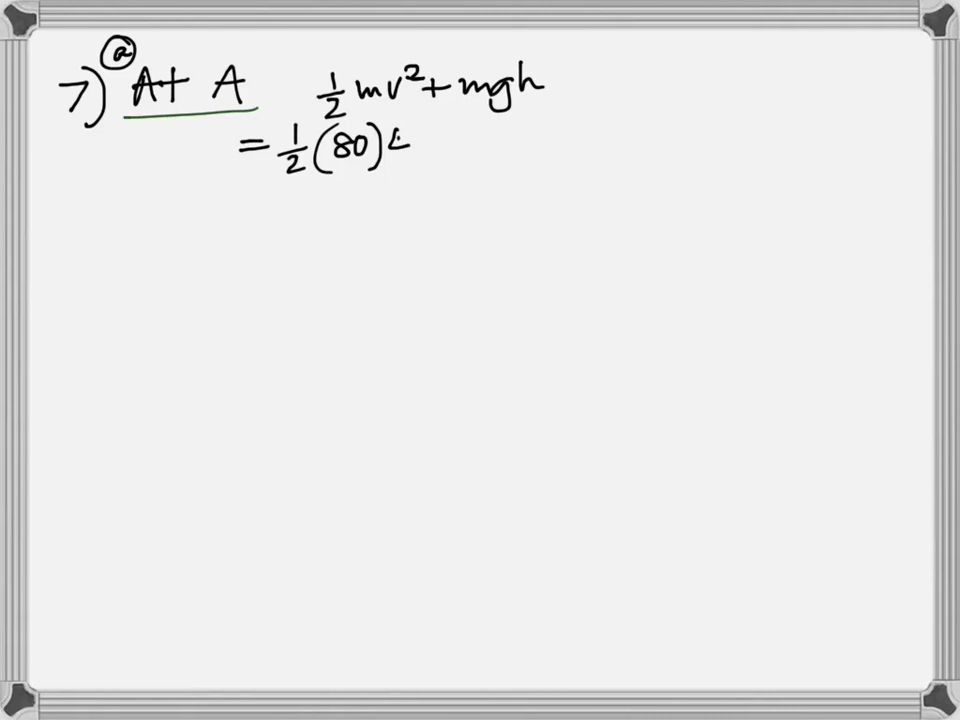 7) ⓐ At A ½mv²+mgh
= ½(80)